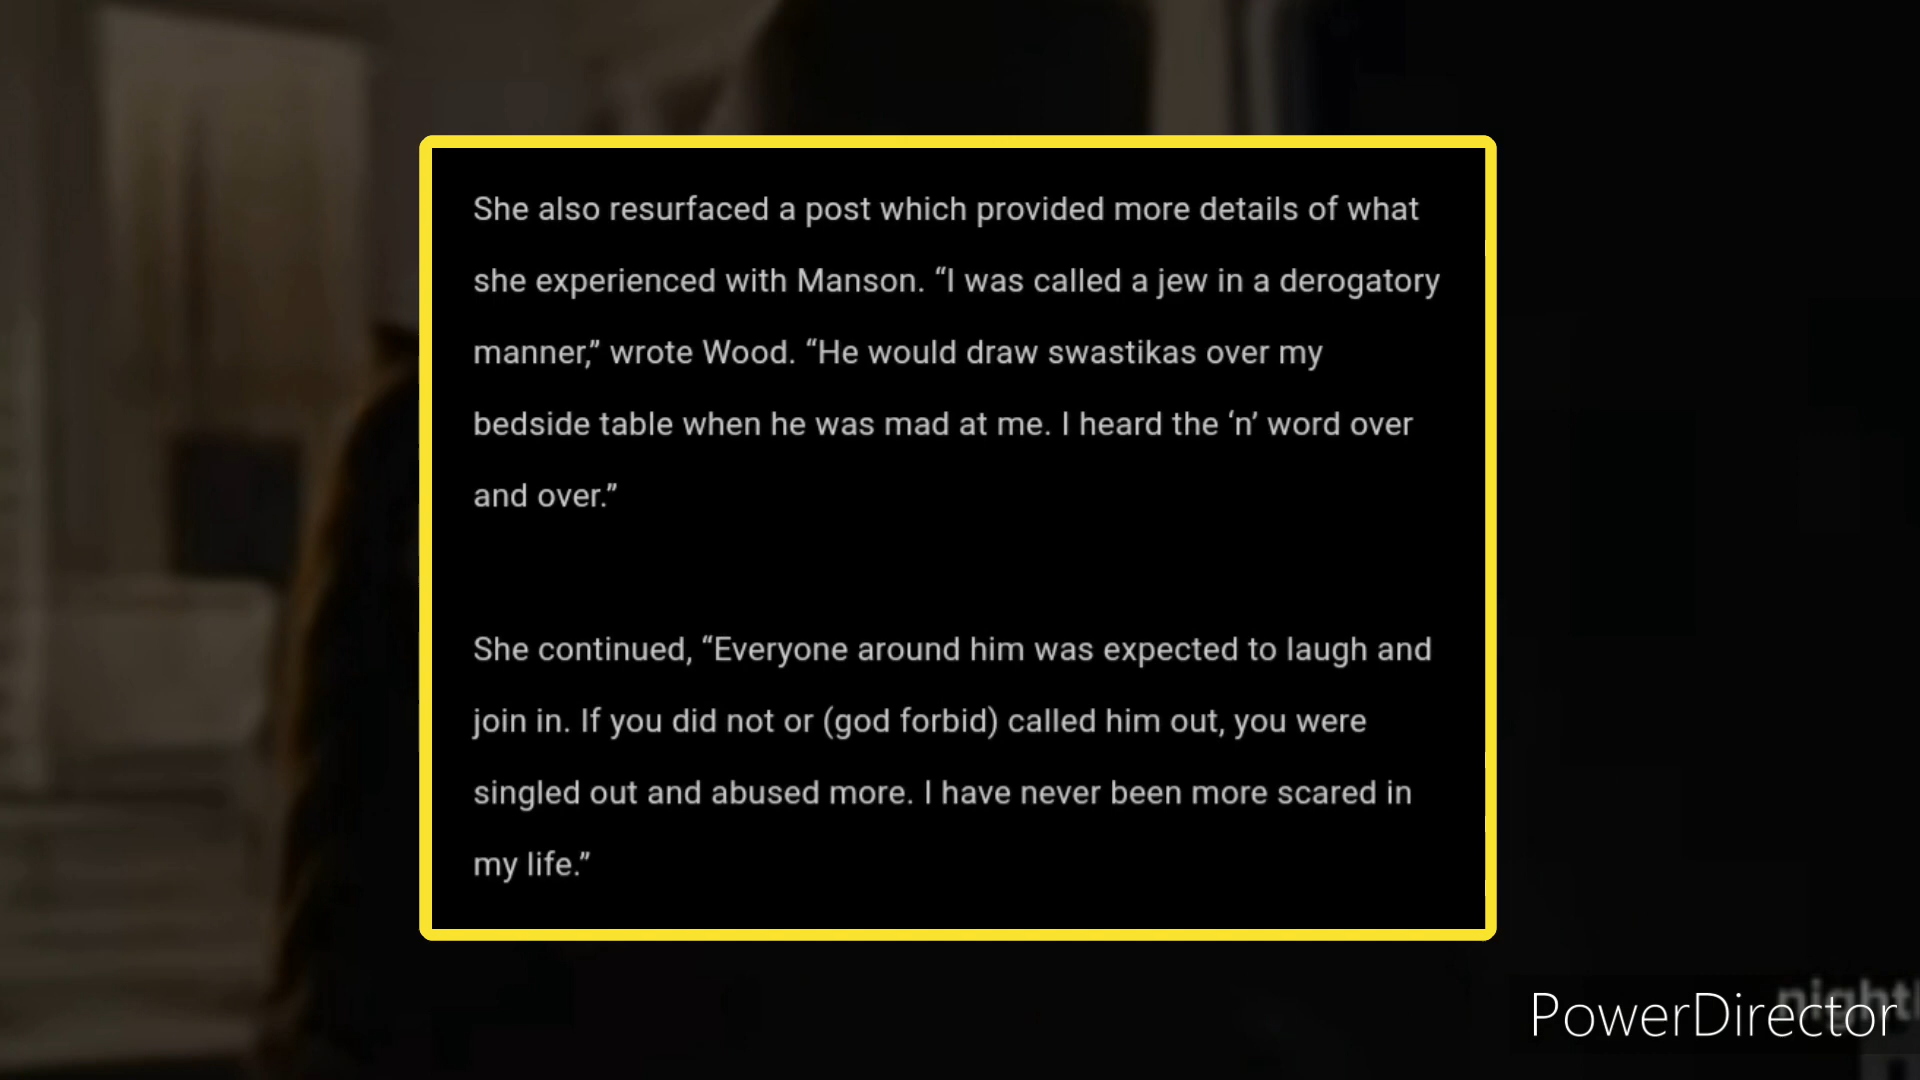 She also resurfaced a post which provided more details of what
she experienced with Manson. “I was called a jew in a derogatory
manner,” wrote Wood. “He would draw swastikas over my
bedside table when he was mad at me. I heard the ‘n’ word over
and over.”
She continued, “Everyone around him was expected to laugh and
join in. If you did not or (god forbid) called him out, you were
singled out and abused more. I have never been more scared in
my life.”
PowerDirector